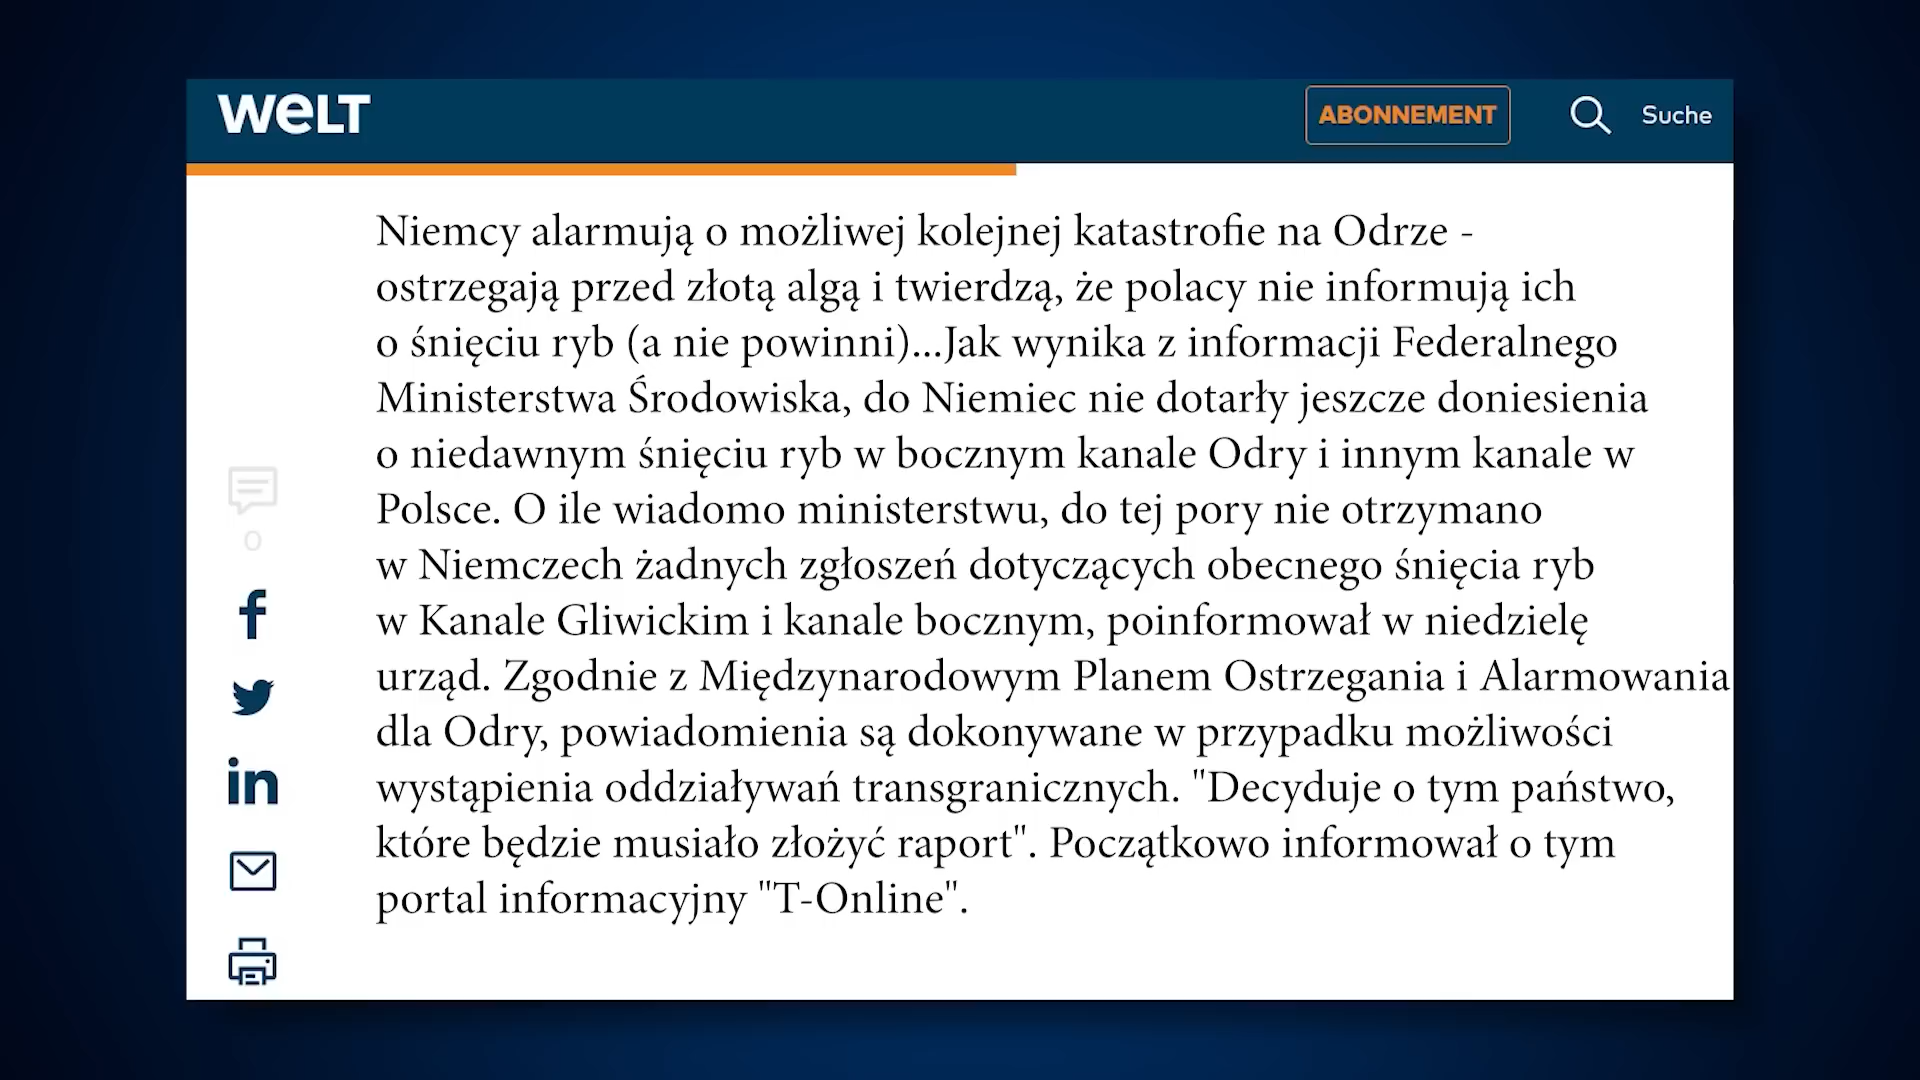 WELT
ABONNEMENT
Suche
Niemcy alarmują o możliwej kolejnej katastrofie na Odrze -
ostrzegają przed złotą algą i twierdzą, że polacy nie informują ich
o śnięciu ryb (a nie powinni)...Jak wynika z informacji Federalnego
Ministerstwa Środowiska, do Niemiec nie dotarły jeszcze doniesienia
o niedawnym śnięciu ryb w bocznym kanale Odry i innym kanale w
Polsce. O ile wiadomo ministerstwu, do tej pory nie otrzymano
w Niemczech żadnych zgłoszeń dotyczących obecnego śnięcia ryb
w Kanale Gliwickim i kanale bocznym, poinformował w niedzielę
urząd. Zgodnie z Międzynarodowym Planem Ostrzegania i Alarmowania
dla Odry, powiadomienia są dokonywane w przypadku możliwości
wystąpienia oddziaływań transgranicznych. "Decyduje o tym państwo,
które będzie musiało złożyć raport". Początkowo informował o tym
portal informacyjny "T-Online".
0
f
in